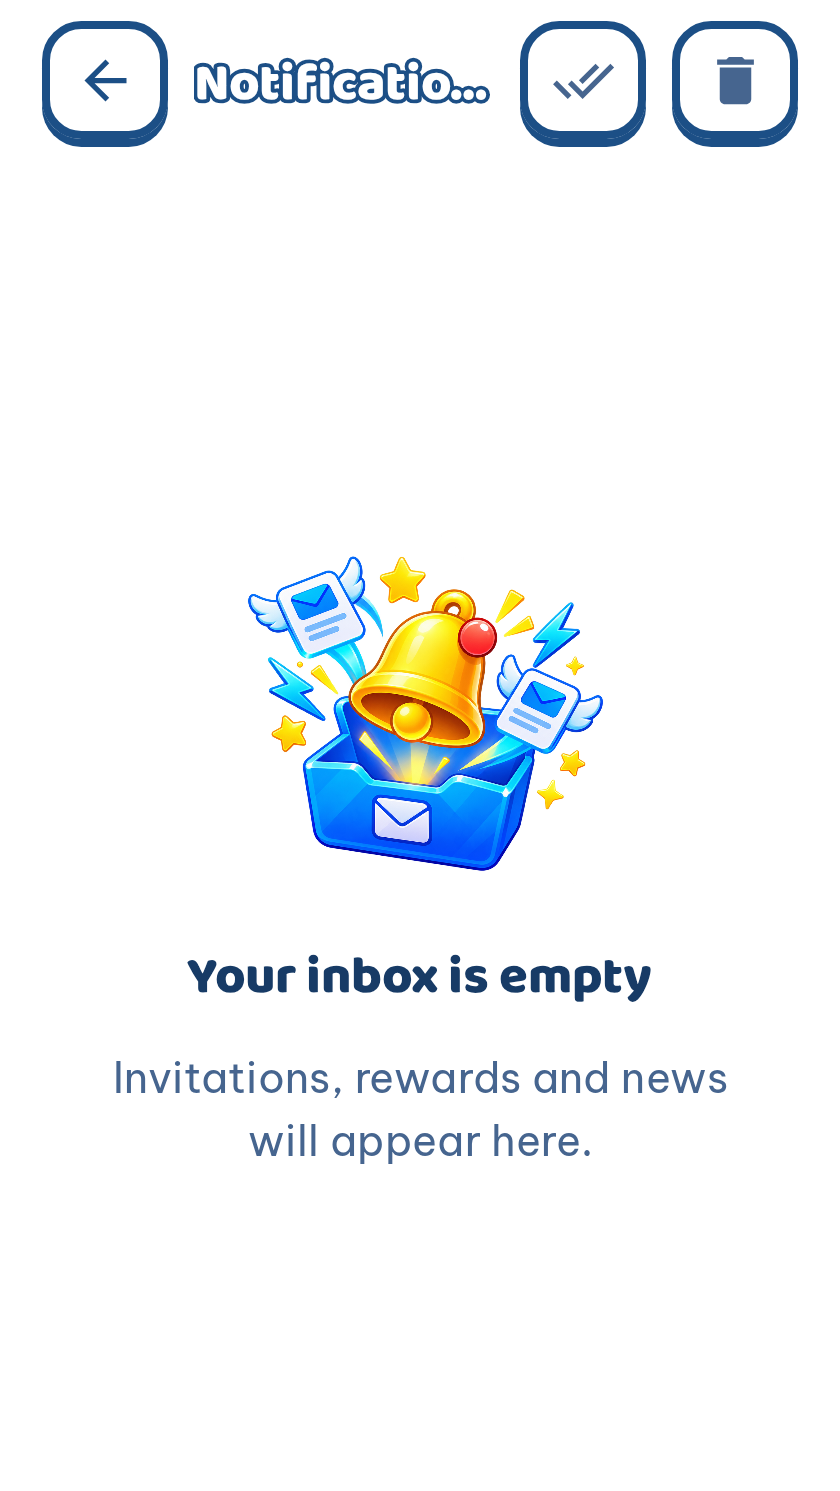 Notificatio...
Your inbox is empty
Invitations, rewards and news
will appear here.